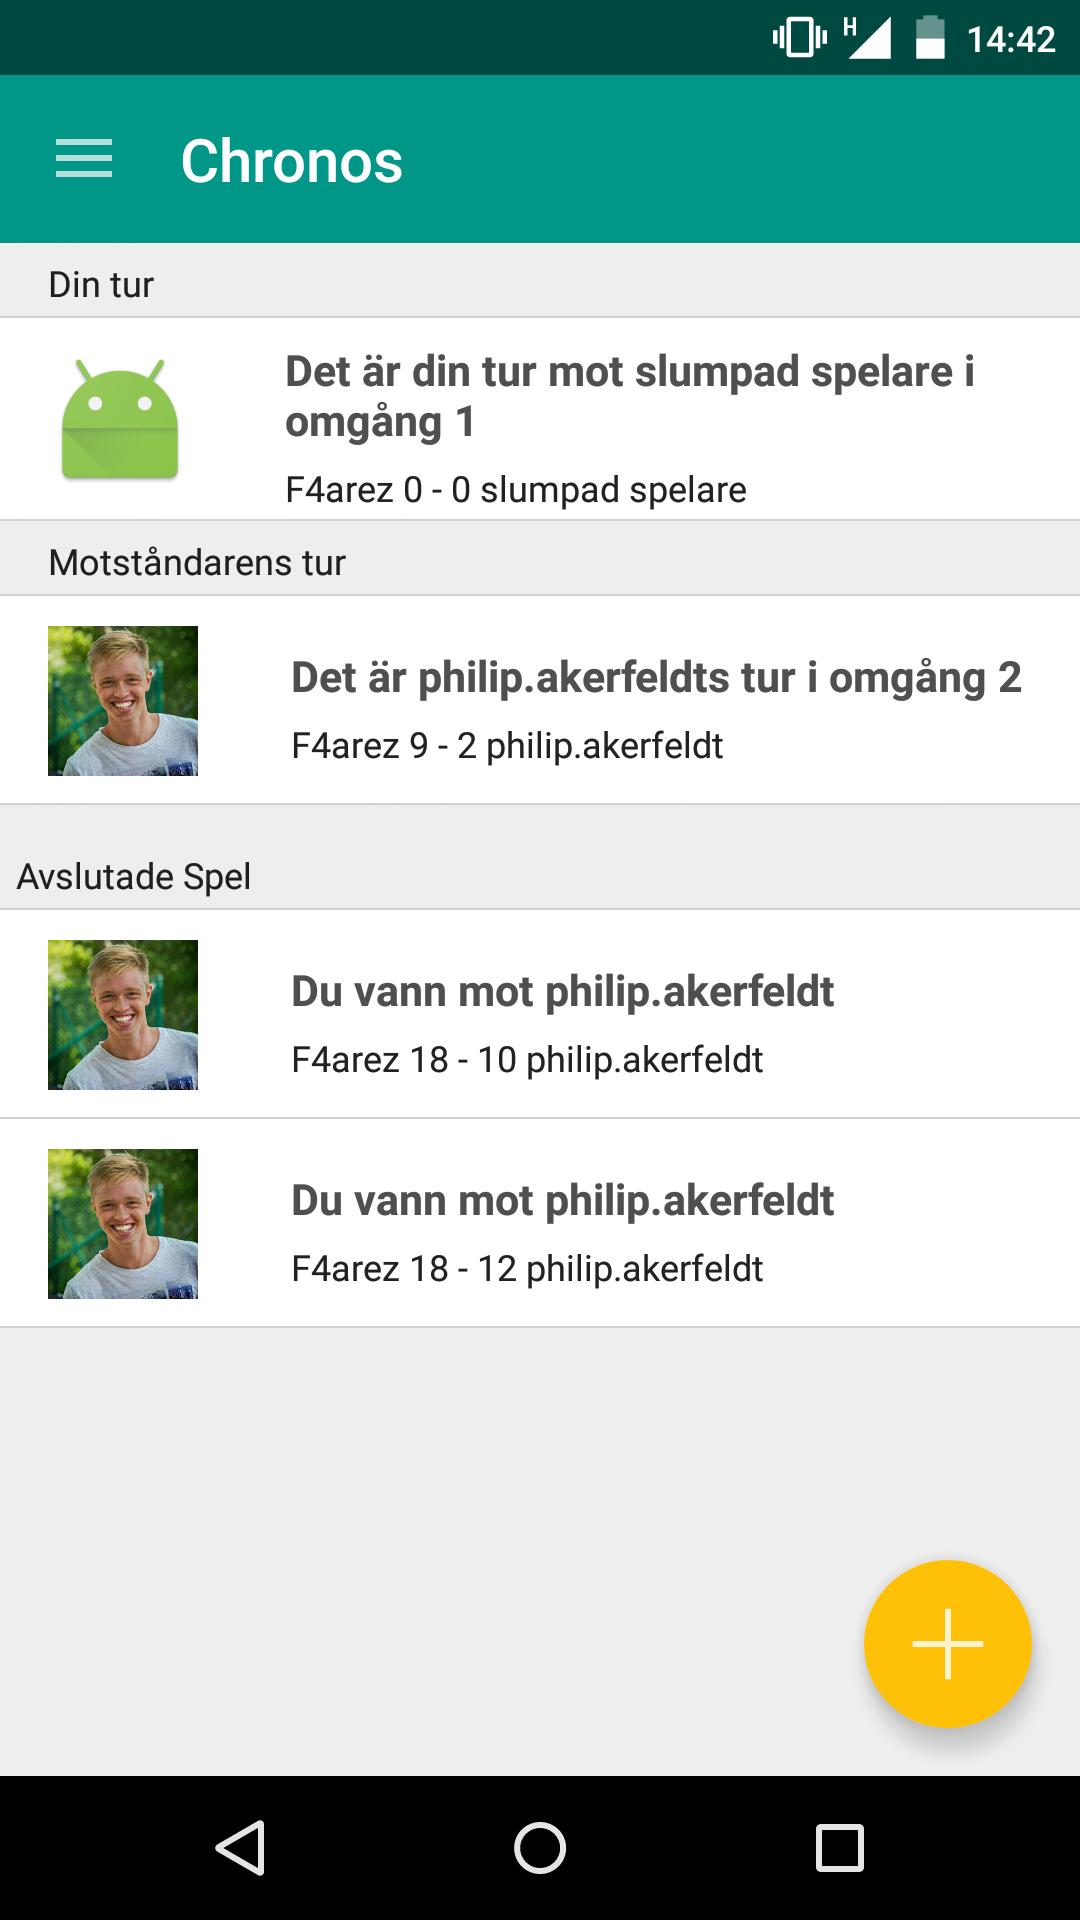 H 14:42
Chronos
Din tur
Det är din tur mot slumpad spelare i
omgång 1
F4arez 0 - 0 slumpad spelare
Motståndarens tur
Det är philip.akerfeldts tur i omgång 2
F4arez 9 - 2 philip.akerfeldt
Avslutade Spel
Du vann mot philip.akerfeldt
F4arez 18 - 10 philip.akerfeldt
Du vann mot philip.akerfeldt
F4arez 18 - 12 philip.akerfeldt